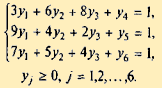 3y₁ + 6y₂ + 8y₃ + y₄ = 1,
9y₁ + 4y₂ + 2y₃ + y₅ = 1,
7y₁ + 5y₂ + 4y₃ + y₆ = 1,
yⱼ ≥ 0, j = 1,2,…,6.